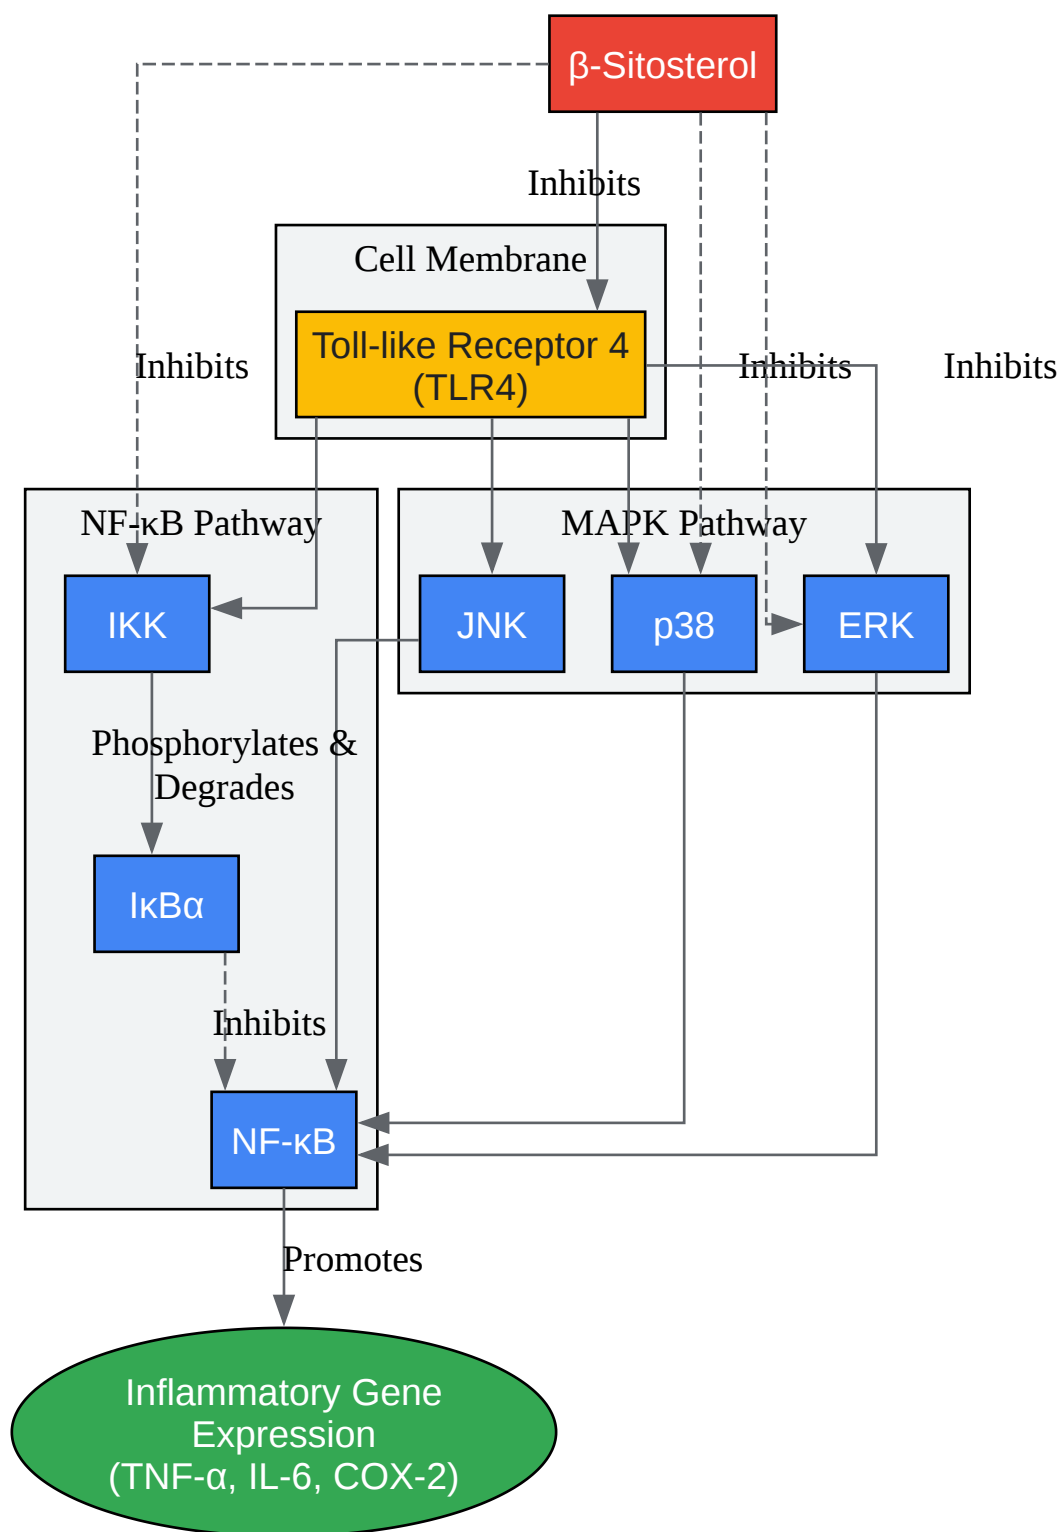 β-Sitosterol
Inhibits
Cell Membrane
Toll-like Receptor 4
(TLR4)
Inhibits
Inhibits
Inhibits
NF-κB Pathway
MAPK Pathway
IKK
JNK
p38
ERK
Phosphorylates &
Degrades
IκBα
Inhibits
NF-κB
Promotes
Inflammatory Gene
Expression
(TNF-α, IL-6, COX-2)